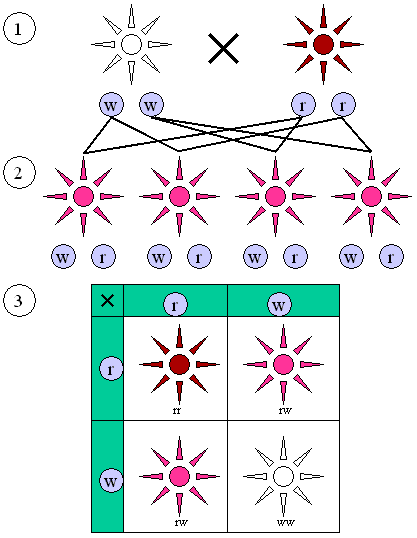 1
w w r r
2
w r w r w r w r
3
× r w
r
rr rw
w
rw ww